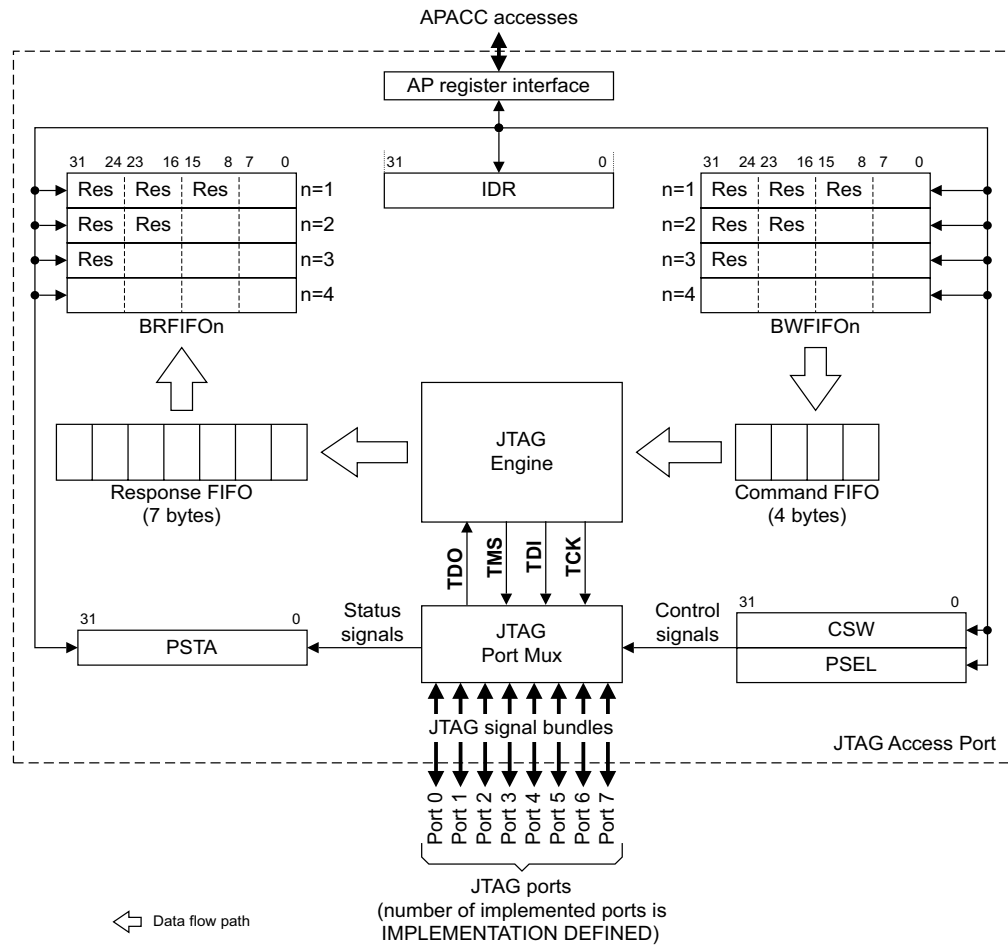 APACC accesses
AP register interface
31 24 23 16 15 8 7 0
31 0
31 24 23 16 15 8 7 0
Res Res Res n=1
IDR
n=1 Res Res Res
Res Res n=2
n=2 Res Res
Res n=3
n=3 Res
n=4
n=4
BRFIFOn
BWFIFOn
JTAG
Engine
Response FIFO
(7 bytes)
Command FIFO
(4 bytes)
TDO
TMS
TDI
TCK
31 0
PSTA
Status
signals
JTAG
Port Mux
Control
signals
31 0
CSW
PSEL
JTAG signal bundles
JTAG Access Port
Port 0
Port 1
Port 2
Port 3
Port 4
Port 5
Port 6
Port 7
JTAG ports
(number of implemented ports is
IMPLEMENTATION DEFINED)
Data flow path